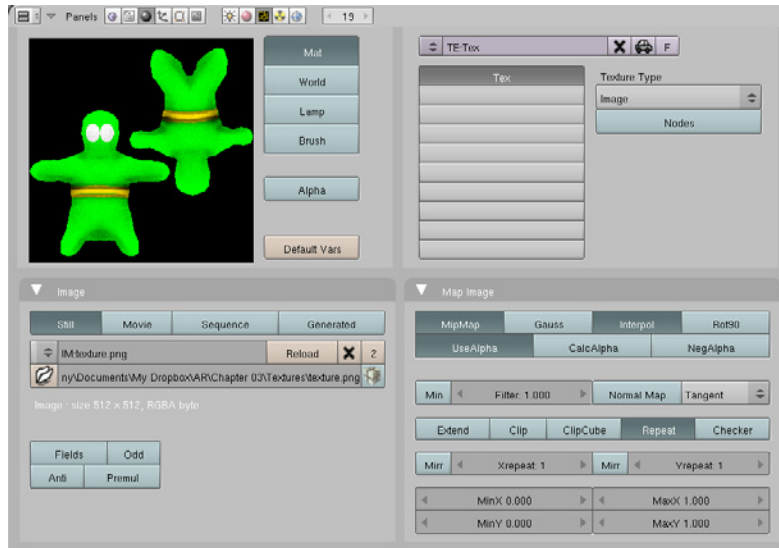 Panels 19
Mat
World
Lamp
Brush
Alpha
Default Vars
TE:Tex F
Tex
Texture Type
Image
Nodes
Image
Still Movie Sequence Generated
IM:texture.png Reload 2
ny\Documents\My Dropbox\AR\Chapter 03\Textures\texture.png
Image : size 512 x 512, RGBA byte
Fields Odd
Anti Premul
Map Image
MipMap Gauss Interpol Rot90
UseAlpha CalcAlpha NegAlpha
Min Filter: 1.000 Normal Map Tangent
Extend Clip ClipCube Repeat Checker
Mirr Xrepeat: 1 Mirr Yrepeat: 1
MinX 0.000 MaxX 1.000
MinY 0.000 MaxY 1.000